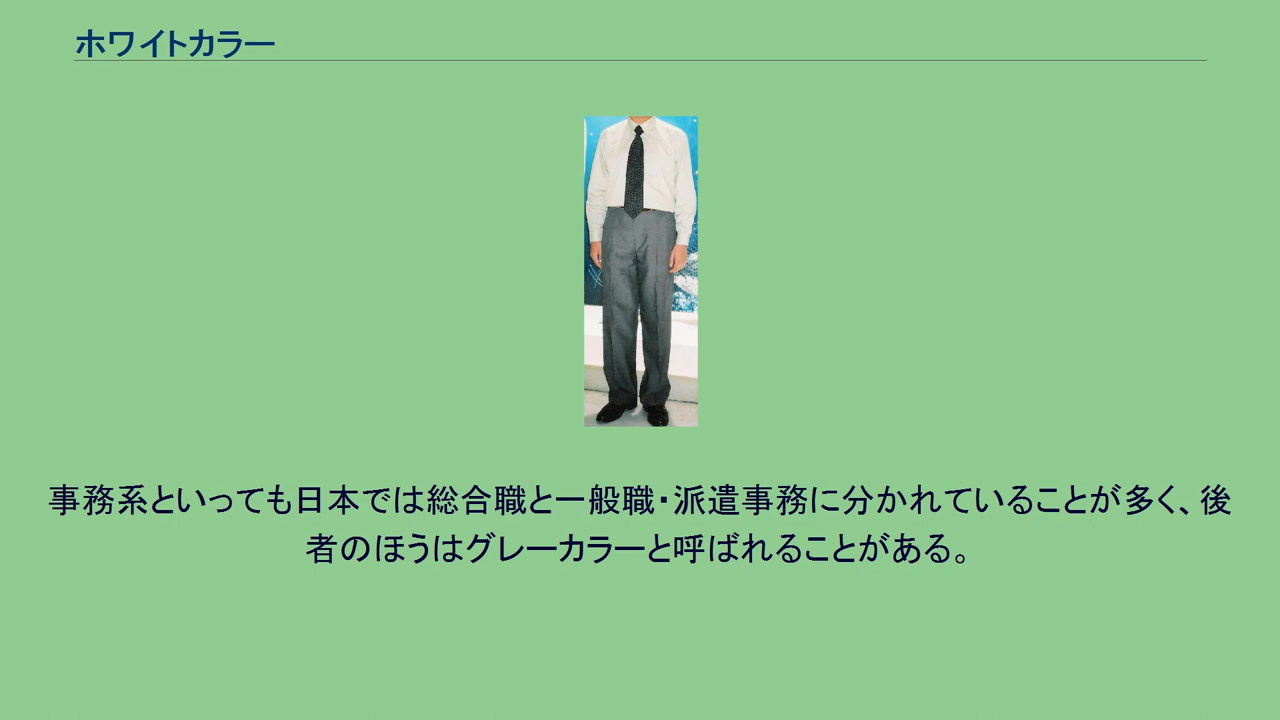 ホワイトカラー
事務系といっても日本では総合職と一般職・派遣事務に分かれていることが多く、後
者のほうはグレーカラーと呼ばれることがある。